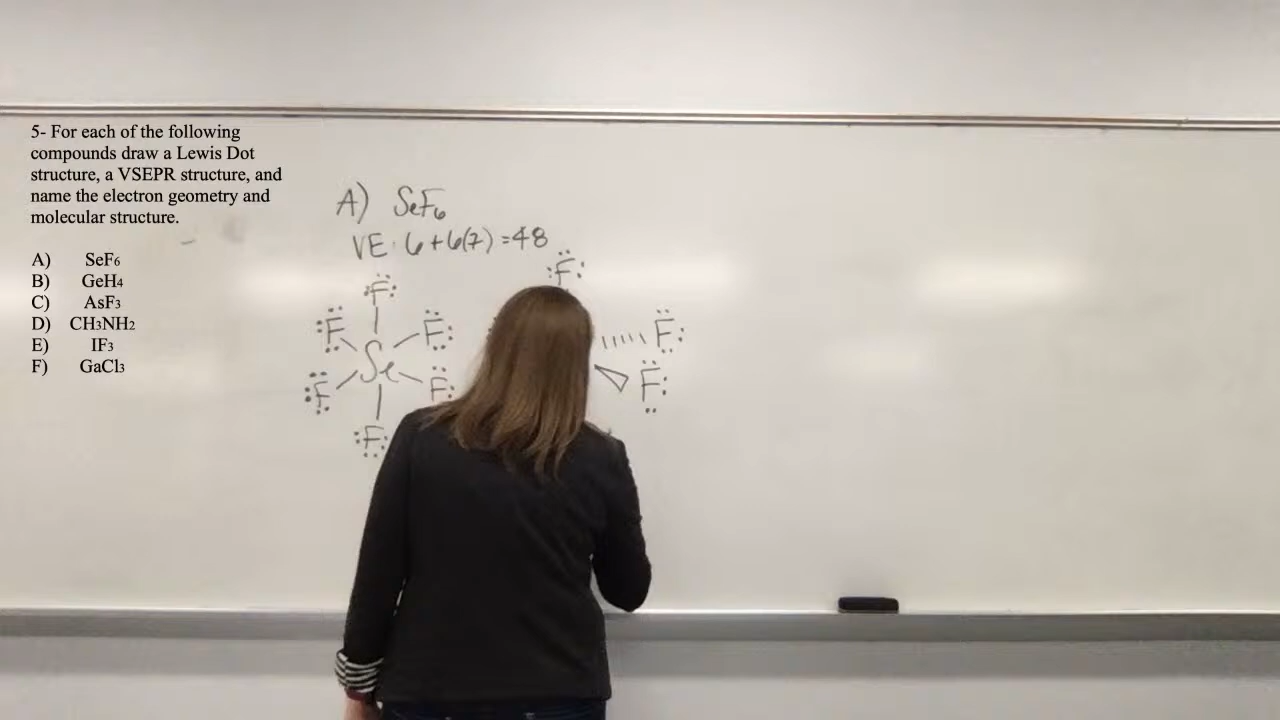 5- For each of the following
compounds draw a Lewis Dot
structure, a VSEPR structure, and
name the electron geometry and
molecular structure.
A) SeF₆
B) GeH₄
C) AsF₃
D) CH₃NH₂
E) IF₃
F) GaCl₃
A) SeF₆
VE: 6+6(7)=48
F
F F
Se
F F
F
F
F
F